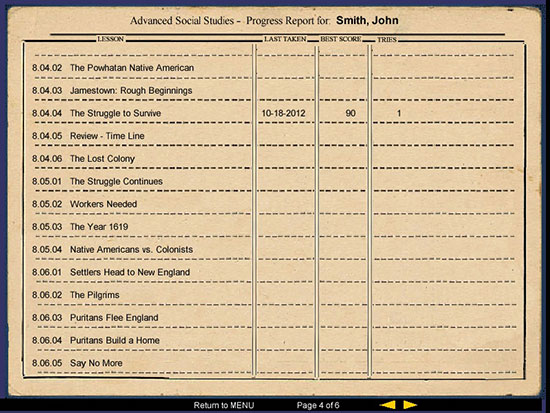 Advanced Social Studies - Progress Report for: Smith, John
LESSON LAST TAKEN BEST SCORE TRIES
8.04.02 The Powhatan Native American
8.04.03 Jamestown: Rough Beginnings
8.04.04 The Struggle to Survive 10-18-2012 90 1
8.04.05 Review - Time Line
8.04.06 The Lost Colony
8.05.01 The Struggle Continues
8.05.02 Workers Needed
8.05.03 The Year 1619
8.05.04 Native Americans vs. Colonists
8.06.01 Settlers Head to New England
8.06.02 The Pilgrims
8.06.03 Puritans Flee England
8.06.04 Puritans Build a Home
8.06.05 Say No More
Return to MENU Page 4 of 6